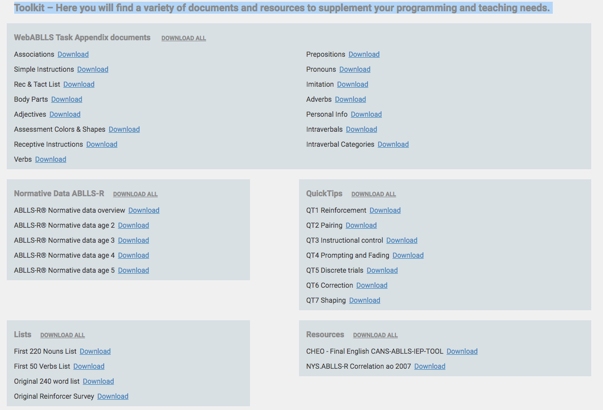 Toolkit – Here you will find a variety of documents and resources to supplement your programming and teaching needs.
WebABLLS Task Appendix documents DOWNLOAD ALL
Associations Download
Simple Instructions Download
Rec & Tact List Download
Body Parts Download
Adjectives Download
Assessment Colors & Shapes Download
Receptive Instructions Download
Verbs Download
Prepositions Download
Pronouns Download
Imitation Download
Adverbs Download
Personal Info Download
Intraverbals Download
Intraverbal Categories Download
Normative Data ABLLS-R DOWNLOAD ALL
ABLLS-R® Normative data overview Download
ABLLS-R® Normative data age 2 Download
ABLLS-R® Normative data age 3 Download
ABLLS-R® Normative data age 4 Download
ABLLS-R® Normative data age 5 Download
QuickTips DOWNLOAD ALL
QT1 Reinforcement Download
QT2 Pairing Download
QT3 Instructional control Download
QT4 Prompting and Fading Download
QT5 Discrete trials Download
QT6 Correction Download
QT7 Shaping Download
Lists DOWNLOAD ALL
First 220 Nouns List Download
First 50 Verbs List Download
Original 240 word list Download
Original Reinforcer Survey Download
Resources DOWNLOAD ALL
CHEO - Final English CANS-ABLLS-IEP-TOOL Download
NYS.ABLLS-R Correlation ao 2007 Download